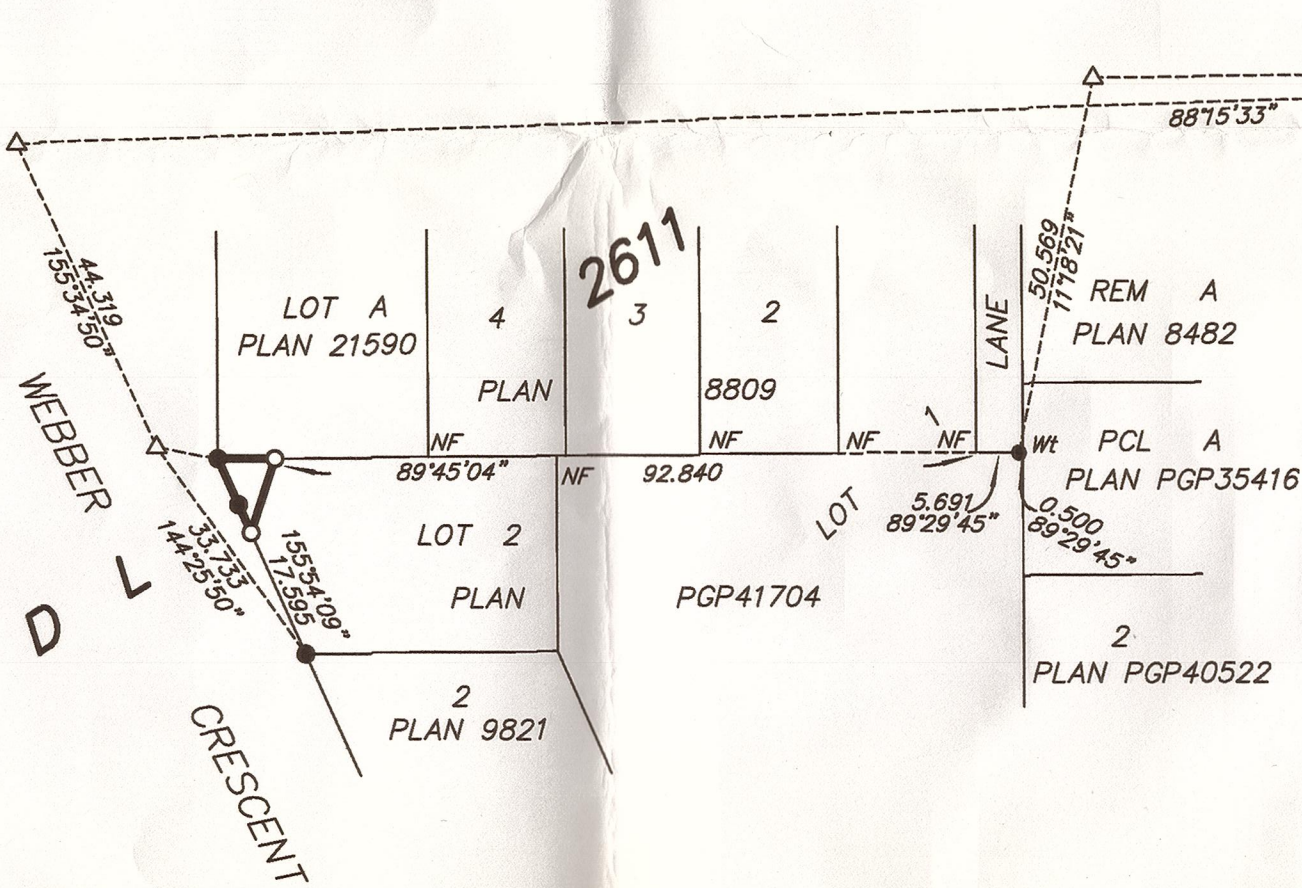 88°15'33"
44.319
155°34'50"
2611
50.569
11°18'21"
LOT A
PLAN 21590
4
3
2
PLAN
8809
LANE
REM A
PLAN 8482
WEBBER
NF
NF
NF
1
NF
Wt
PCL A
PLAN PGP35416
89°45'04"
NF
92.840
LOT
5.691
89°29'45"
0.500
89°29'45"
33.733
144°25'50"
155°54'09"
17.595
LOT 2
PLAN
PGP41704
D L
2
PLAN PGP40522
2
PLAN 9821
CRESCENT